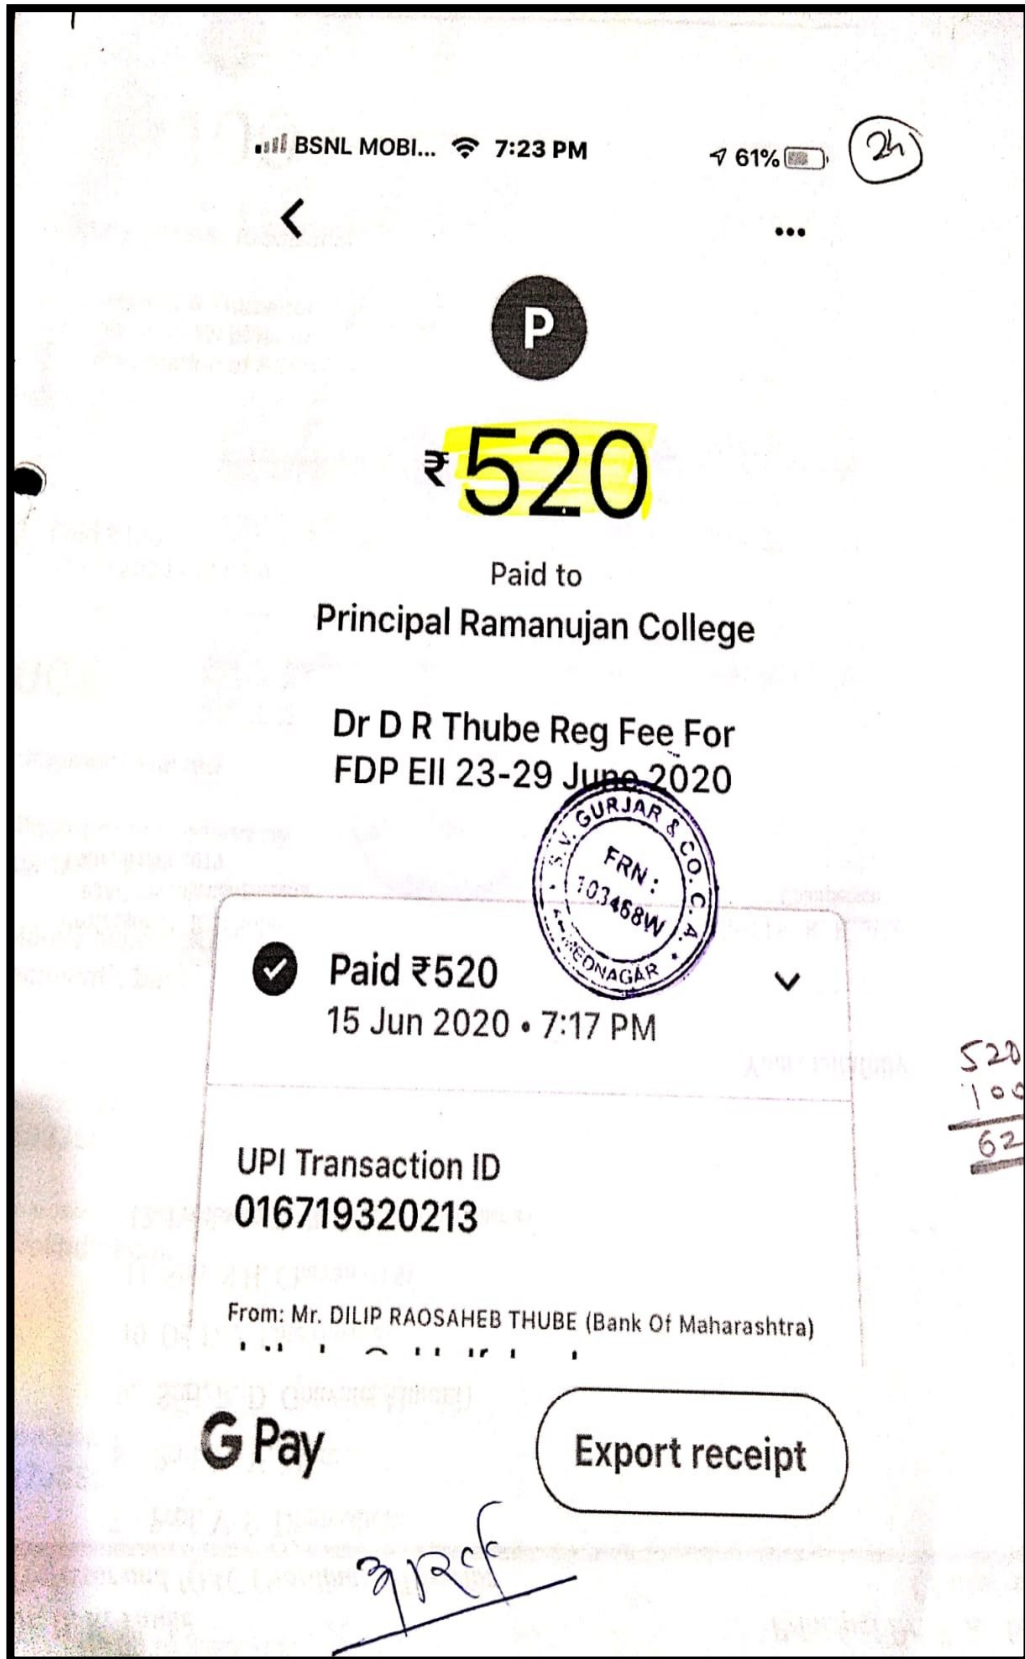 BSNL MOBI... 7:23 PM 61%
24
P
₹520
Paid to
Principal Ramanujan College
Dr D R Thube Reg Fee For
FDP EII 23-29 June 2020
S.V. GURJAR & CO. C.A.
FRN:
103468W
Paid ₹520
15 Jun 2020 • 7:17 PM
520
100
62
UPI Transaction ID
016719320213
From: Mr. DILIP RAOSAHEB THUBE (Bank Of Maharashtra)
G Pay
Export receipt